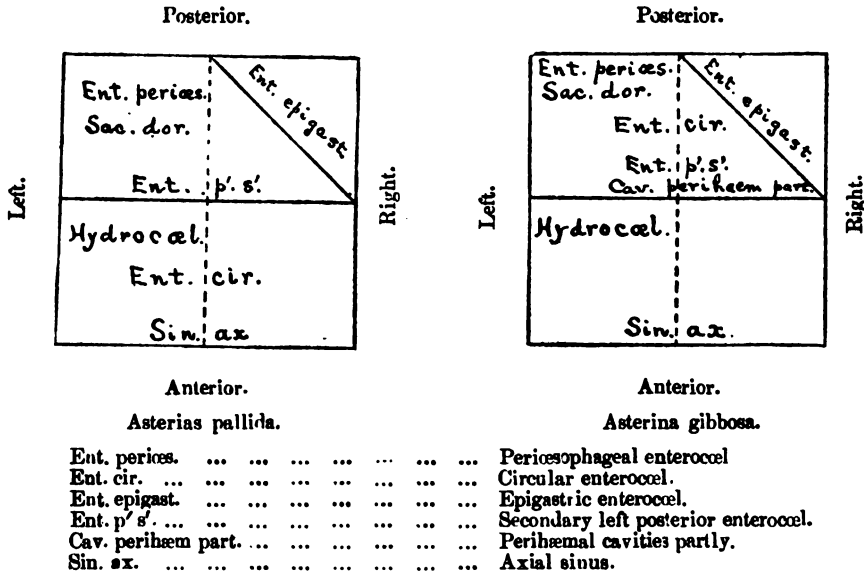 Posterior.
Ent. periœs.
Sac. dor.
Ent. epigast.
Ent. p'. s'.
Left.
Right.
Hydrocœl.
Ent. cir.
Sin. ax
Anterior.
Asterias pallida.
Posterior.
Ent. periœs.
Sac. dor.
Ent. epigast.
Ent. cir.
Ent. p'. s'.
Cav. perihaem part.
Left.
Right.
Hydrocœl.
Sin. ax.
Anterior.
Asterina gibbosa.
Ent. periœs. ... ... ... ... ... ... ... Periœsophageal enterocœl
Ent. cir. ... ... ... ... ... ... ... ... Circular enterocœl.
Ent. epigast. ... ... ... ... ... ... ... Epigastric enterocœl.
Ent. p' s'. ... ... ... ... ... ... ... ... Secondary left posterior enterocœl.
Cav. perihæm part. ... ... ... ... ... ... Perihæmal cavities partly.
Sin. ax. ... ... ... ... ... ... ... ... Axial sinus.